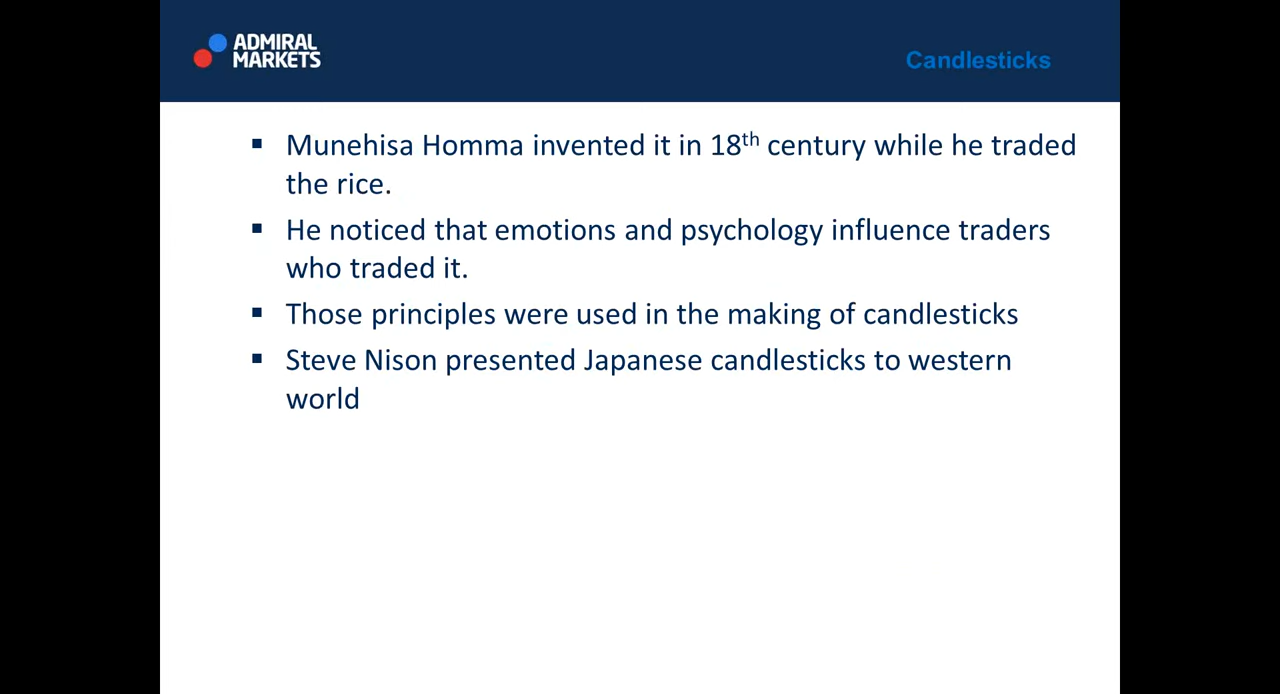 ADMIRAL
MARKETS
Candlesticks
▪ Munehisa Homma invented it in 18th century while he traded
the rice.
▪ He noticed that emotions and psychology influence traders
who traded it.
▪ Those principles were used in the making of candlesticks
▪ Steve Nison presented Japanese candlesticks to western
world